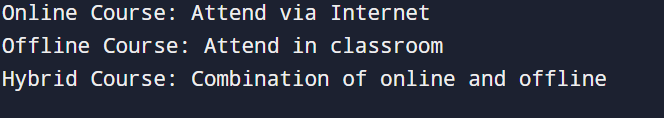 Online Course: Attend via Internet
Offline Course: Attend in classroom
Hybrid Course: Combination of online and offline